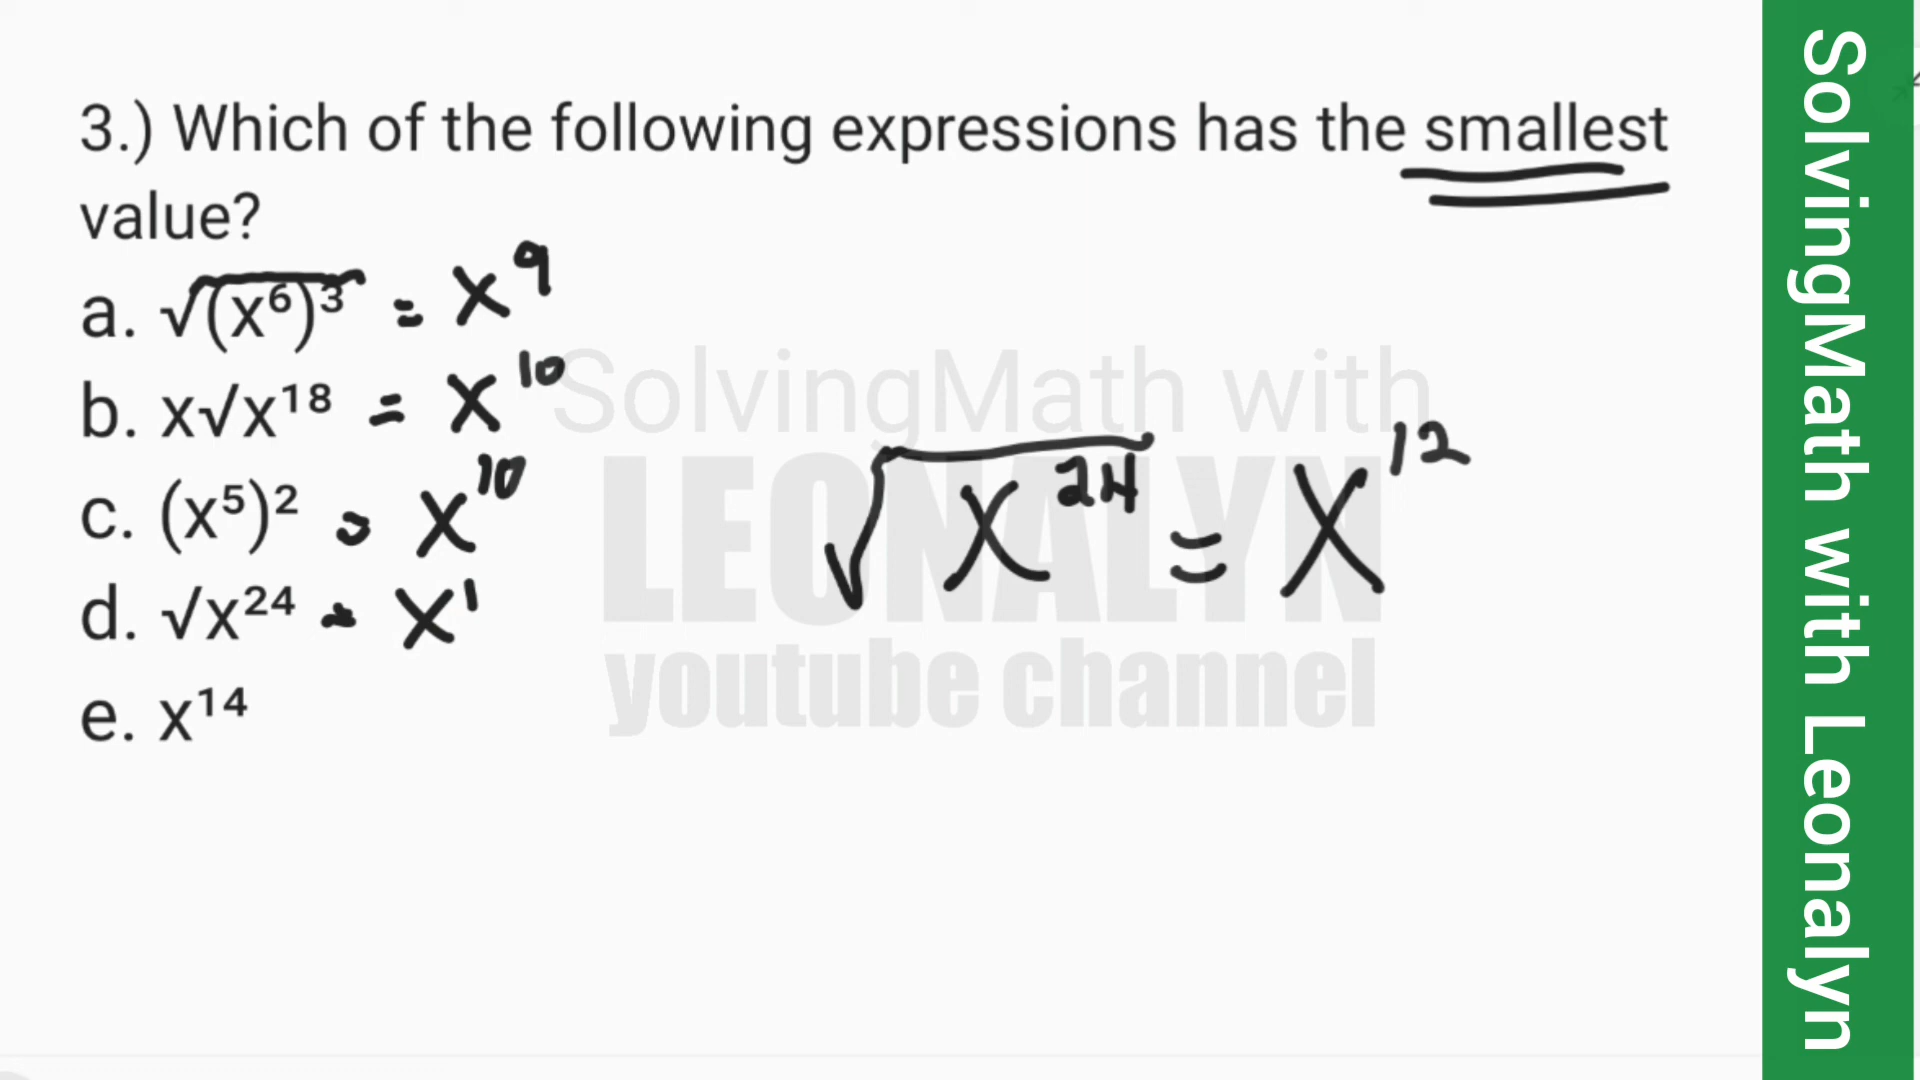 3.) Which of the following expressions has the smallest
value?
a. √(x⁶)³ = x⁹
b. x√x¹⁸ = x¹⁰
c. (x⁵)² = x¹⁰
d. √x²⁴ = x¹
e. x¹⁴
√x²⁴ = x¹²
SolvingMath with
LEONALYN
youtube channel
SolvingMath with Leonalyn